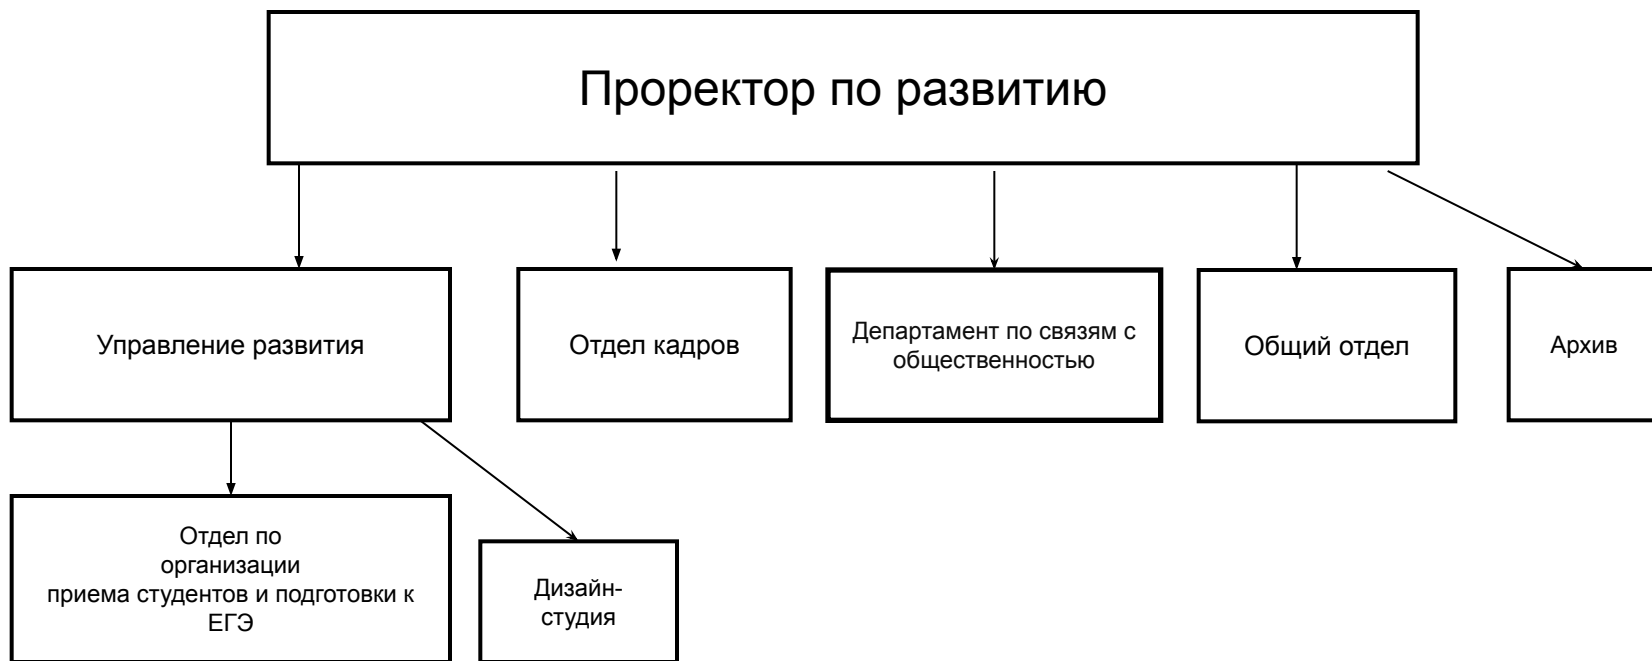 Проректор по развитию
Управление развития
Отдел кадров
Департамент по связям с
общественностью
Общий отдел
Архив
Отдел по
организации
приема студентов и подготовки к
ЕГЭ
Дизайн-
студия